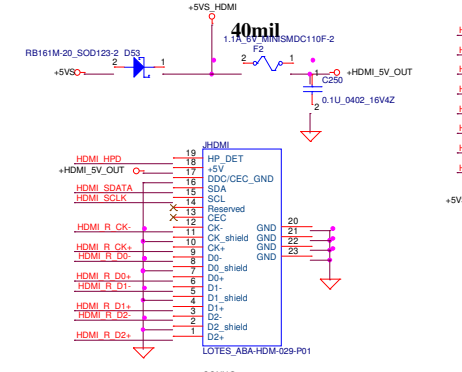 +5VS_HDMI
40mil
1.1A_6V_MINISMDC110F-2
RB161M-20_SOD123-2 D53
F2
2 1
2 1
+5VS
+HDMI_5V_OUT
1
C250
0.1U_0402_16V4Z
2
JHDMI
HDMI_HPD 19 HP_DET
+HDMI_5V_OUT 18 +5V
17 DDC/CEC_GND
HDMI_SDATA 16 SDA
HDMI_SCLK 15 SCL
14 Reserved
13 CEC
HDMI_R_CK- 12 CK- GND 20
11 CK_shield GND 21
HDMI_R_CK+ 10 CK+ GND 22
HDMI_R_D0- 9 D0- GND 23
8 D0_shield
HDMI_R_D0+ 7 D0+
HDMI_R_D1- 6 D1-
5 D1_shield
HDMI_R_D1+ 4 D1+
HDMI_R_D2- 3 D2-
2 D2_shield
HDMI_R_D2+ 1 D2+
LOTES_ABA-HDM-029-P01
+5V